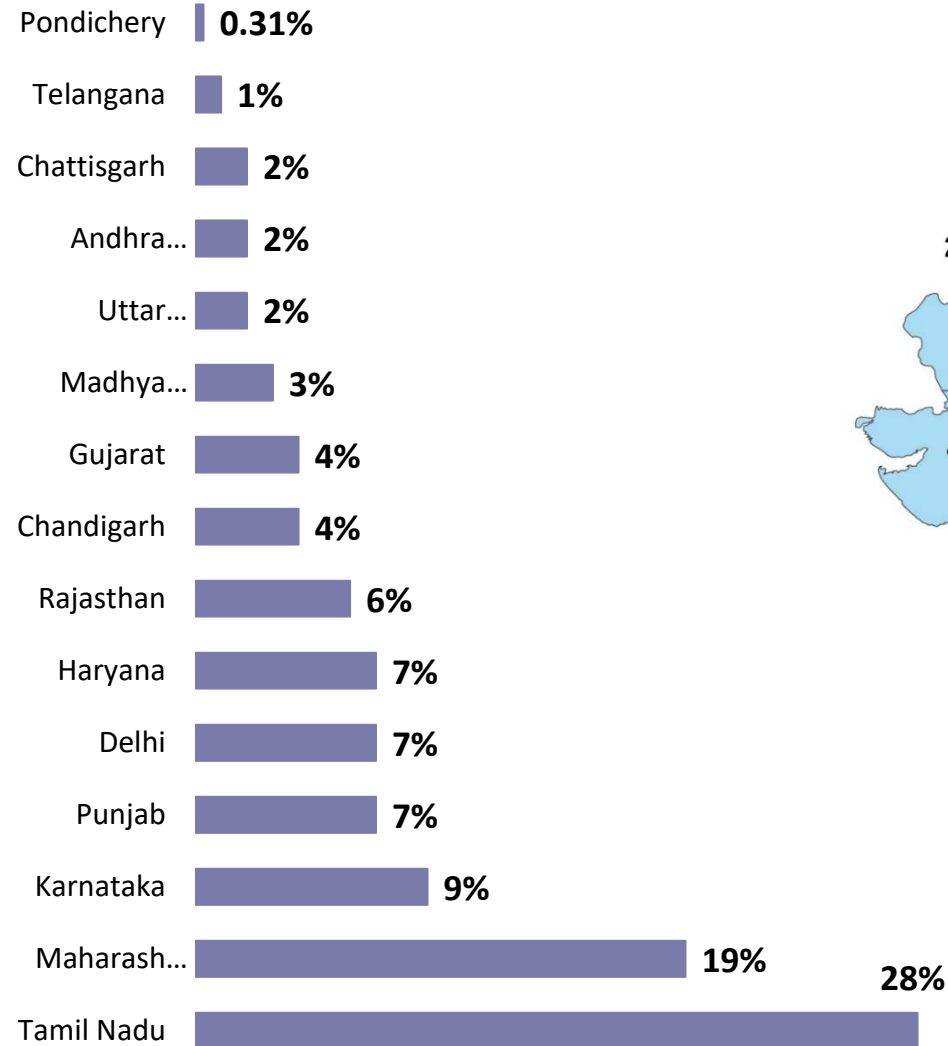 Pondichery 0.31%
Telangana 1%
Chattisgarh 2%
Andhra... 2%
Uttar... 2%
Madhya... 3%
Gujarat 4%
Chandigarh 4%
Rajasthan 6%
Haryana 7%
Delhi 7%
Punjab 7%
Karnataka 9%
Maharash... 19%
28%
Tamil Nadu